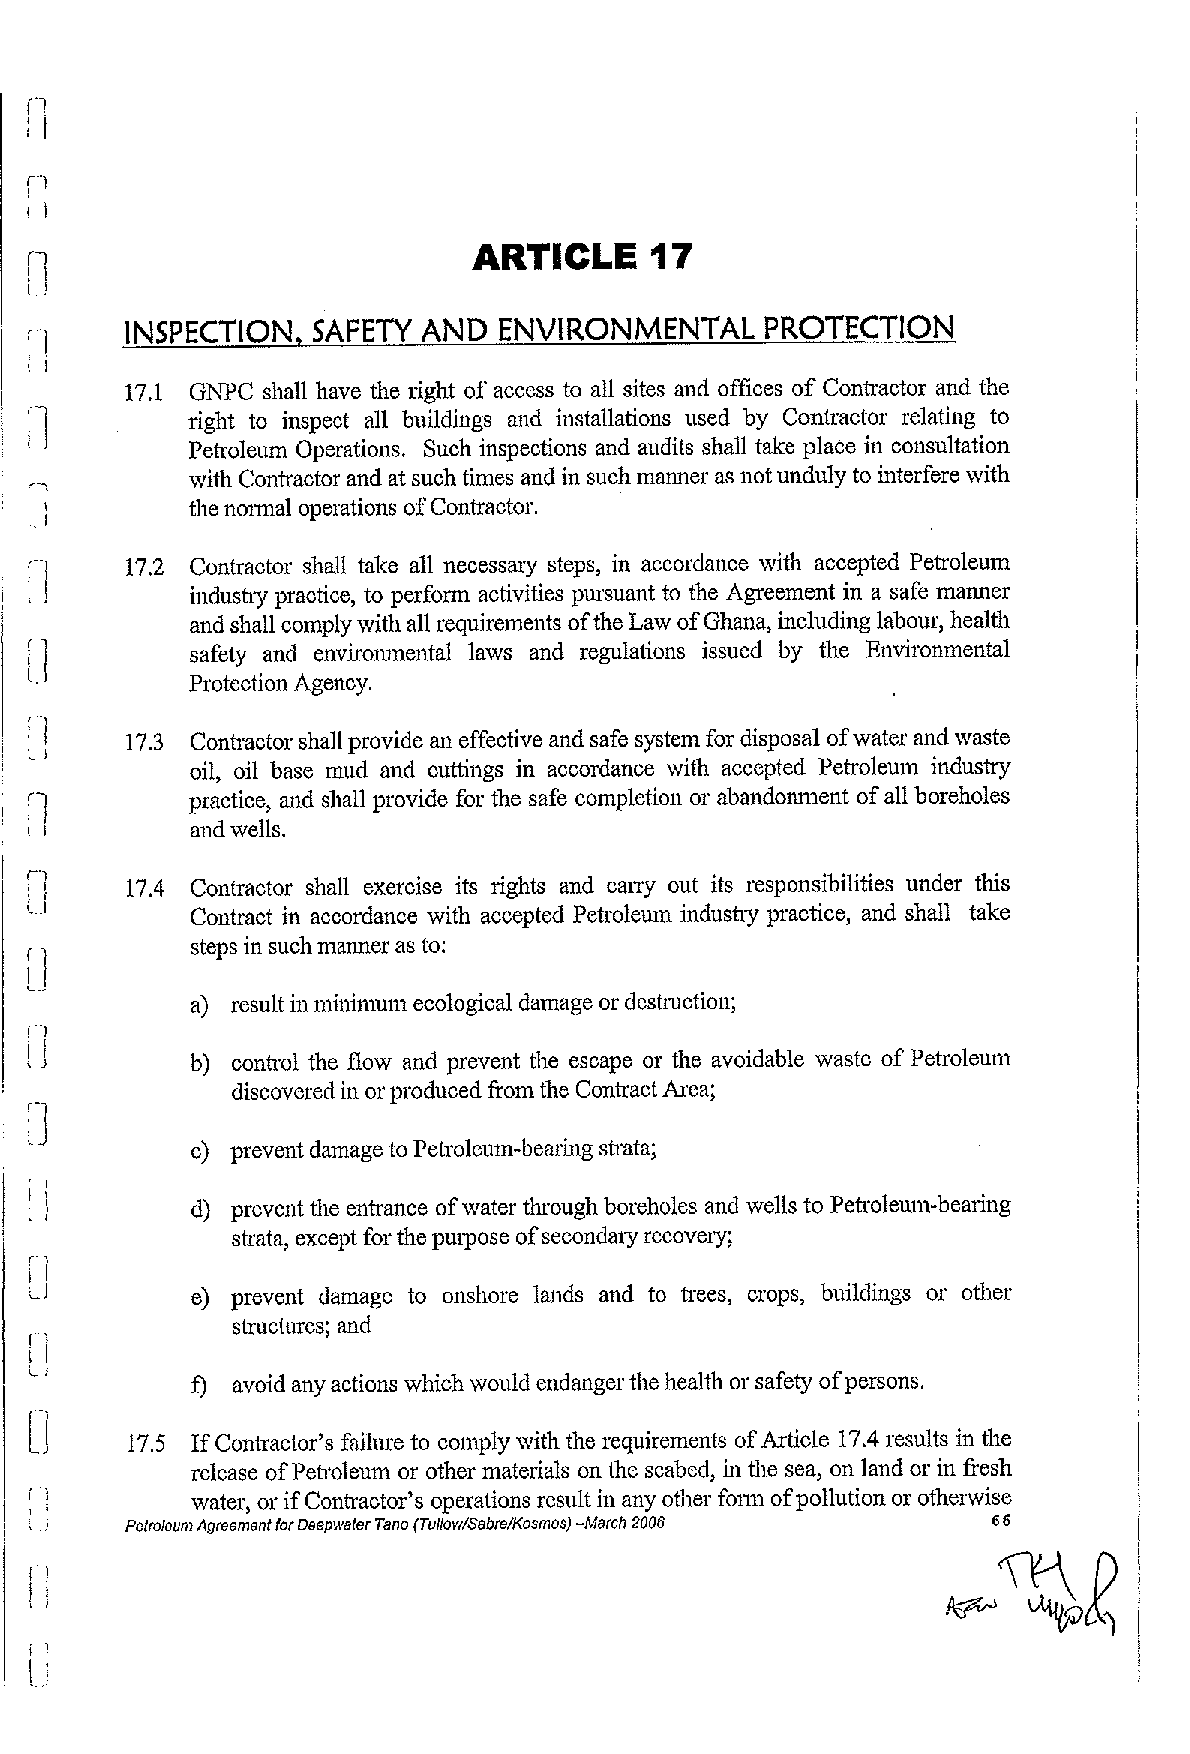 ARTICLE 17
INSPECTION, SAFETY AND ENVIRONMENTAL PROTECTION
17.1 GNPC shall have the right of access to all sites and offices of Contractor and the
right to inspect all buildings and installations used by Contractor relating to
Petroleum Operations. Such inspections and audits shall take place in consultation
with Contractor and at such times and in such manner as not unduly to interfere with
the normal operations of Contractor.
17.2 Contractor shall take all necessary steps, in accordance with accepted Petroleum
industry practice, to perform activities pursuant to the Agreement in a safe manner
and shall comply with all requirements of the Law of Ghana, including labour, health
safety and environmental laws and regulations issued by the Environmental
Protection Agency.
17.3 Contractor shall provide an effective and safe system for disposal of water and waste
oil, oil base mud and cuttings in accordance with accepted Petroleum industry
practice, and shall provide for the safe completion or abandonment of all boreholes
and wells.
17.4 Contractor shall exercise its rights and carry out its responsibilities under this
Contract in accordance with accepted Petroleum industry practice, and shall take
steps in such manner as to:
a) result in minimum ecological damage or destruction;
b) control the flow and prevent the escape or the avoidable waste of Petroleum
discovered in or produced from the Contract Area;
c) prevent damage to Petroleum-bearing strata;
d) prevent the entrance of water through boreholes and wells to Petroleum-bearing
strata, except for the purpose of secondary recovery;
e) prevent damage to onshore lands and to trees, crops, buildings or other
structures; and
f) avoid any actions which would endanger the health or safety of persons.
17.5 If Contractor's failure to comply with the requirements of Article 17.4 results in the
release of Petroleum or other materials on the seabed, in the sea, on land or in fresh
water, or if Contractor's operations result in any other form of pollution or otherwise
Petroleum Agreement for Deepwater Tano (Tullow/Sabre/Kosmos) –March 2006 66